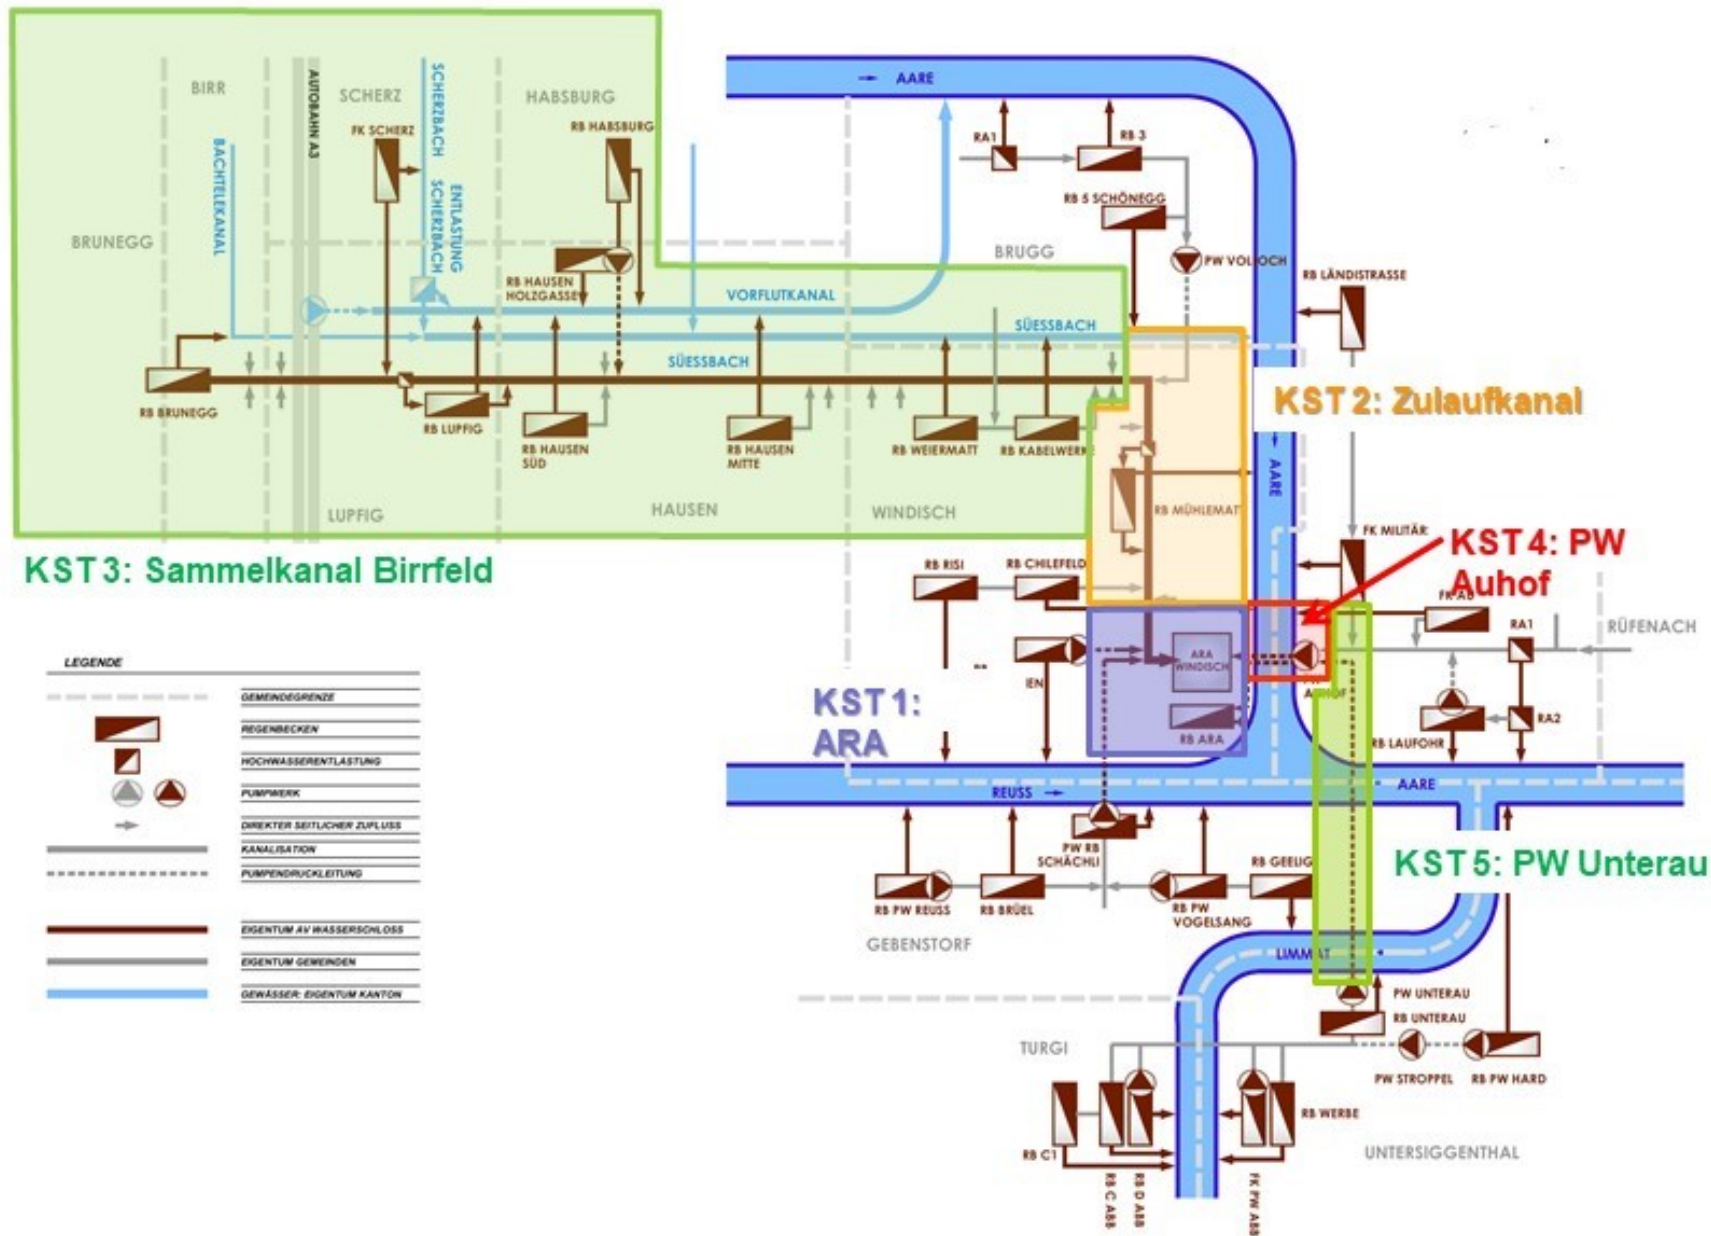 AARE
BIRR
AUTOBAHN A3
SCHERZ
SCHERZBACH
HABSBURG
FK SCHERZ
RB HABSBURG
RA1
RB 3
BACHTELEKANAL
ENTLASTUNG
SCHERZBACH
RB 5 SCHÖNEGG
BRUNEGG
BRUGG
PW VOL
OCH
RB LÄNDISTRASSE
RB HAUSEN
HOLZGASSE
VORFLUTKANAL
SÜESSBACH
SÜESSBACH
RB BRUNEGG
RB LUPFIG
RB HAUSEN
SÜD
RB HAUSEN
MITTE
RB WEIERMATT
RB KABELWERKE
KST 2: Zulaufkanal
AARE
RB MÜHLEMATT
LUPFIG
HAUSEN
WINDISCH
FK MILITÄR
KST 4: PW
Auhof
KST 3: Sammelkanal Birrfeld
RB RISI
RB CHILEFELD
FK AU
RA1
RÜFENACH
ARA
WINDISCH
IEN
AUHOF
KST 1:
ARA
RB ARA
RB LAUFOHR
RA2
LEGENDE
GEMEINDEGRENZE
REGENBECKEN
HOCHWASSERENTLASTUNG
PUMPWERK
DIREKTER SEITLICHER ZUFLUSS
KANALISATION
PUMPENDRUCKLEITUNG
EIGENTUM AV WASSERSCHLOSS
EIGENTUM GEMEINDEN
GEWÄSSER: EIGENTUM KANTON
REUSS
AARE
PW RB
SCHÄCHLI
RB GEELIG
KST 5: PW Unterau
RB PW REUSS
RB BRÜEL
RB PW
VOGELSANG
GEBENSTORF
LIMMAT
PW UNTERAU
RB UNTERAU
TURGI
PW STROPPEL
RB PW HARD
RB WERBE
RB C1
RB C ABB
RB D ABB
FK PW ABB
UNTERSIGGENTHAL